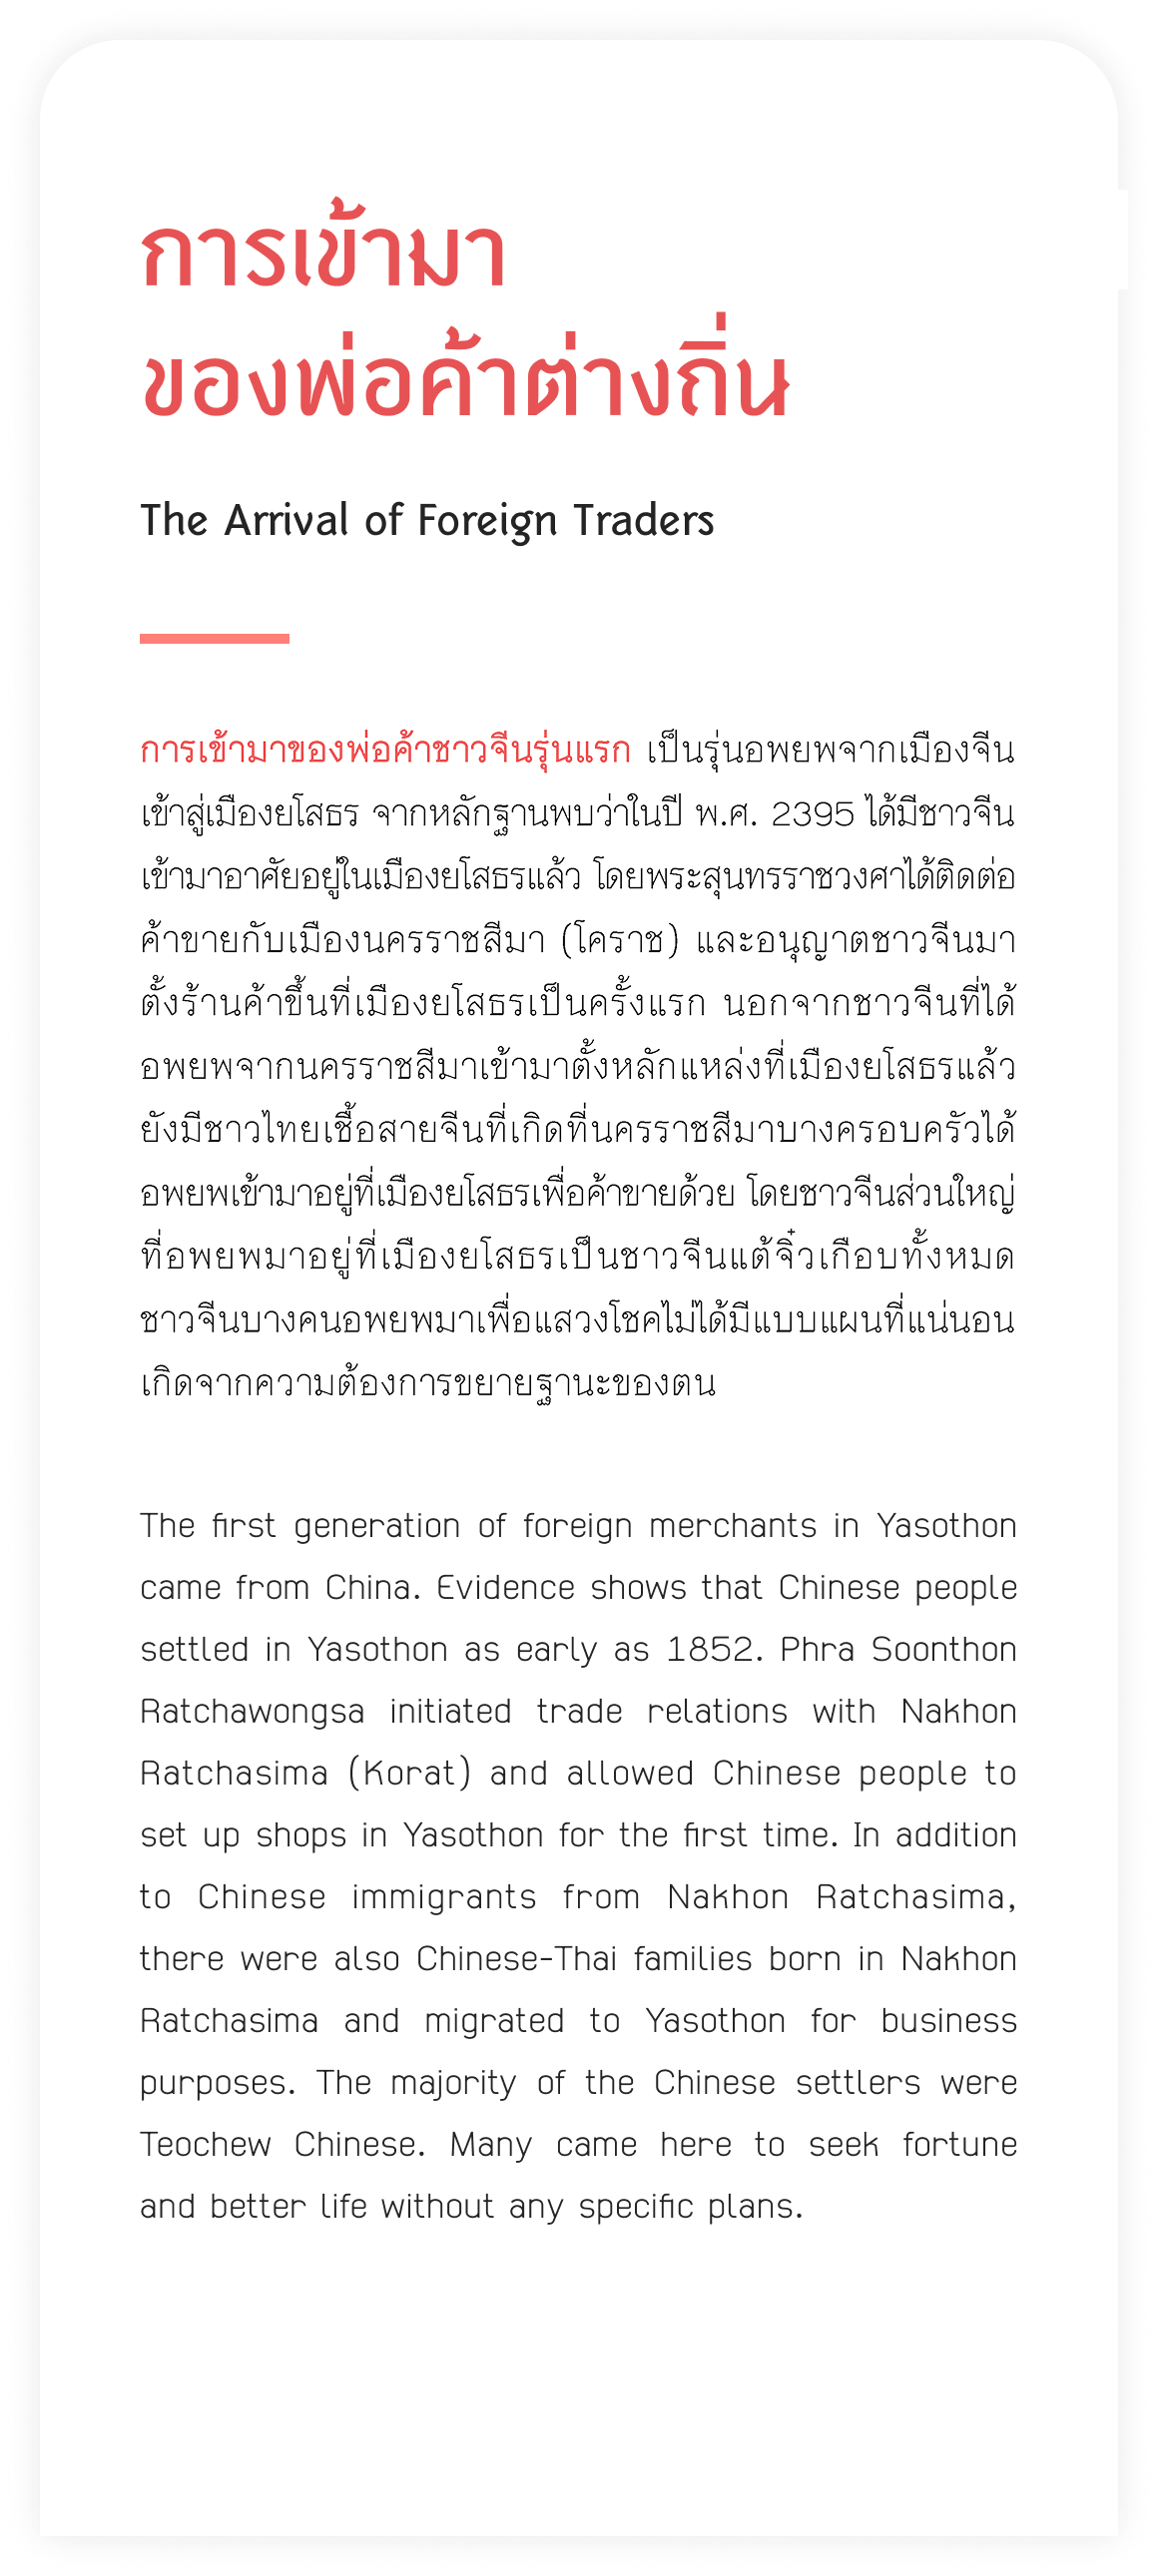 การเข้ามา
ของพ่อค้าต่างถิ่น
The Arrival of Foreign Traders
การเข้ามาของพ่อค้าชาวจีนรุ่นแรก เป็นรุ่นอพยพจากเมืองจีน
เข้าสู่เมืองยโสธร จากหลักฐานพบว่าในปี พ.ศ. 2395 ได้มีชาวจีน
เข้ามาอาศัยอยู่ในเมืองยโสธรแล้ว โดยพระสุนทรราชวงศาได้ติดต่อ
ค้าขายกับเมืองนครราชสีมา (โคราช) และอนุญาตชาวจีนมา
ตั้งร้านค้าขึ้นที่เมืองยโสธรเป็นครั้งแรก นอกจากชาวจีนที่ได้
อพยพจากนครราชสีมาเข้ามาตั้งหลักแหล่งที่เมืองยโสธรแล้ว
ยังมีชาวไทยเชื้อสายจีนที่เกิดที่นครราชสีมาบางครอบครัวได้
อพยพเข้ามาอยู่ที่เมืองยโสธรเพื่อค้าขายด้วย โดยชาวจีนส่วนใหญ่
ที่อพยพมาอยู่ที่เมืองยโสธรเป็นชาวจีนแต้จิ๋วเกือบทั้งหมด
ชาวจีนบางคนอพยพมาเพื่อแสวงโชคไม่ได้มีแบบแผนที่แน่นอน
เกิดจากความต้องการขยายฐานะของตน
The first generation of foreign merchants in Yasothon
came from China. Evidence shows that Chinese people
settled in Yasothon as early as 1852. Phra Soonthon
Ratchawongsa initiated trade relations with Nakhon
Ratchasima (Korat) and allowed Chinese people to
set up shops in Yasothon for the first time. In addition
to Chinese immigrants from Nakhon Ratchasima,
there were also Chinese-Thai families born in Nakhon
Ratchasima and migrated to Yasothon for business
purposes. The majority of the Chinese settlers were
Teochew Chinese. Many came here to seek fortune
and better life without any specific plans.